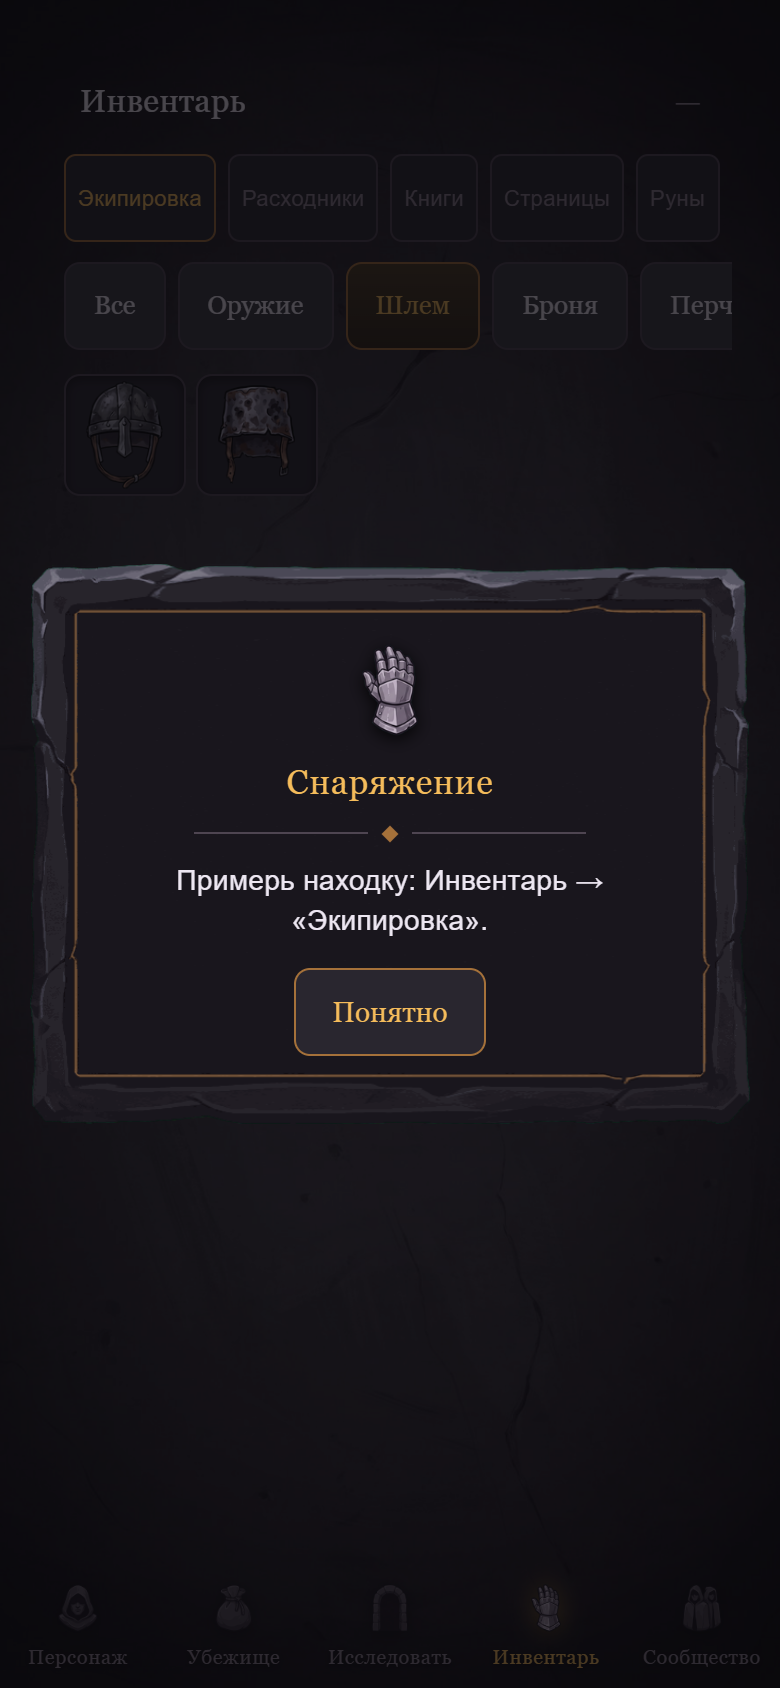 Инвентарь
Экипировка Расходники Книги Страницы Руны
Все Оружие Шлем Броня Перч
Снаряжение
Примерь находку: Инвентарь →
«Экипировка».
Понятно
Персонаж Убежище Исследовать Инвентарь Сообщество